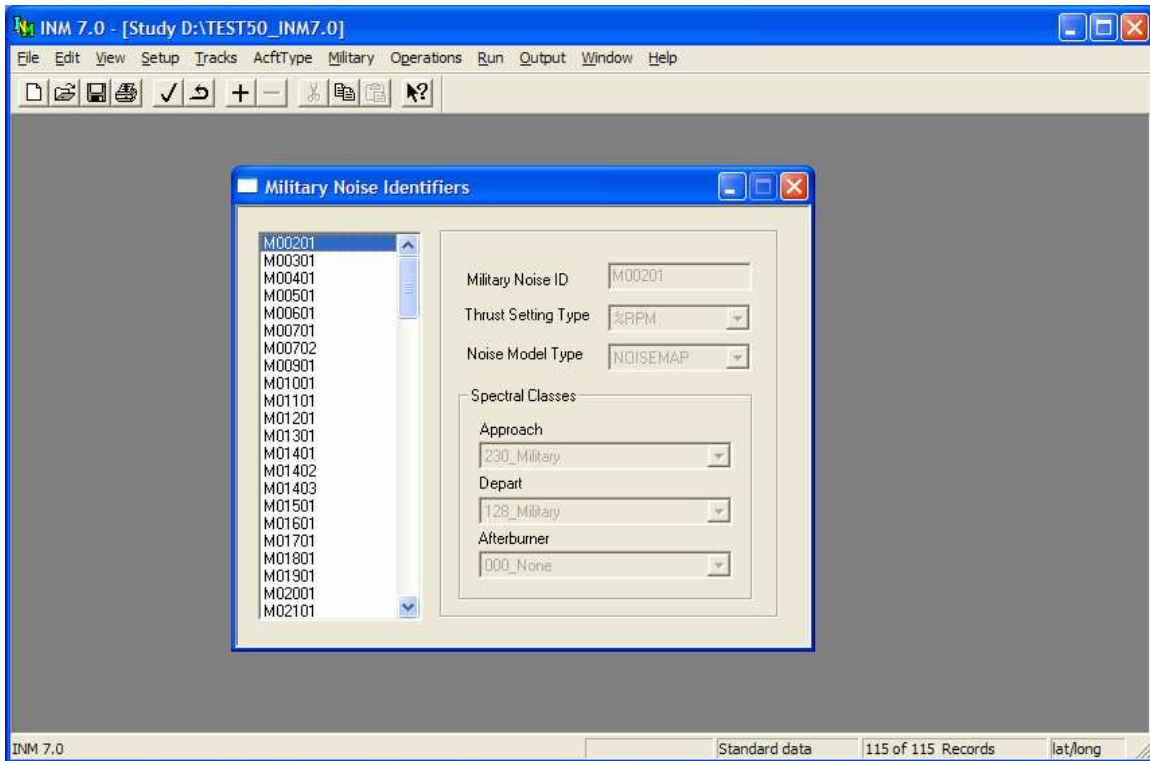 INM 7.0 - [Study D:\TEST50_INM7.0]
File Edit View Setup Tracks AcftType Military Operations Run Output Window Help
Military Noise Identifiers
M00201
M00301
M00401
M00501
M00601
M00701
M00702
M00901
M01001
M01101
M01201
M01301
M01401
M01402
M01403
M01501
M01601
M01701
M01801
M01901
M02001
M02101
Military Noise ID M00201
Thrust Setting Type %RPM
Noise Model Type NOISEMAP
Spectral Classes
Approach
230_Military
Depart
128_Military
Afterburner
000_None
INM 7.0 Standard data 115 of 115 Records lat/long